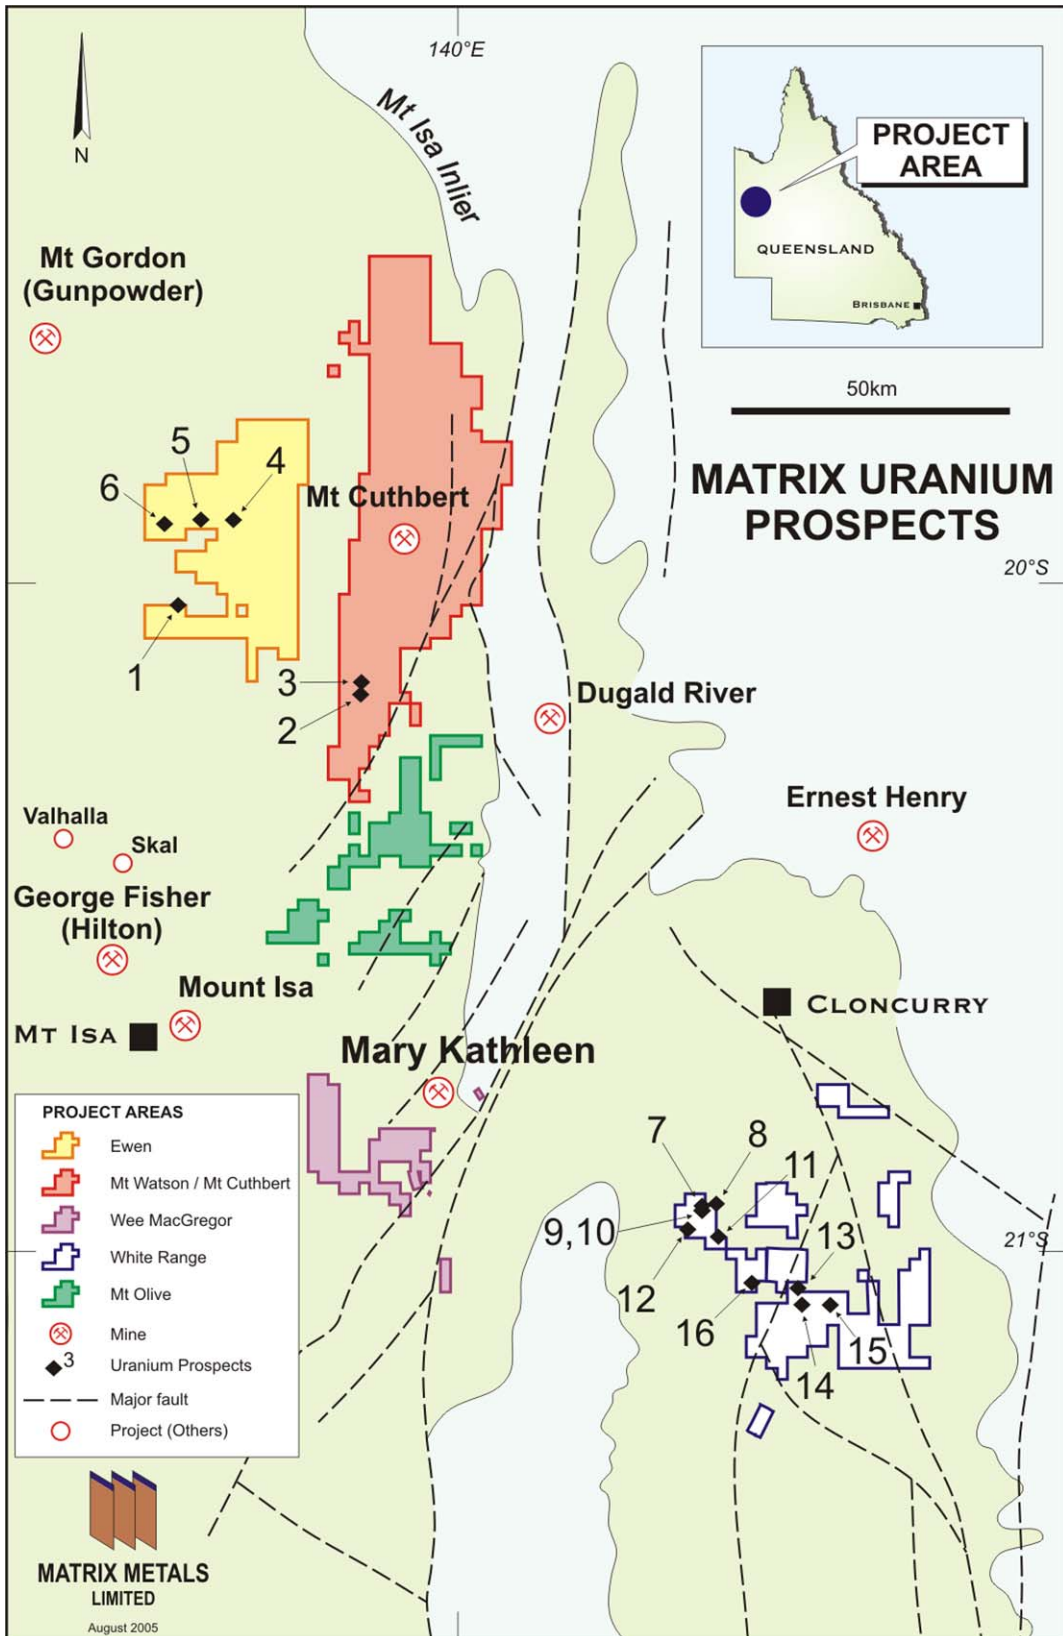 140°E
Mt Isa Inlier
N
PROJECT
AREA
QUEENSLAND
BRISBANE
Mt Gordon
(Gunpowder)
50km
MATRIX URANIUM
PROSPECTS
5
4
6
Mt Cuthbert
20°S
1
3
2
Dugald River
Ernest Henry
Valhalla
Skal
George Fisher
(Hilton)
Mount Isa
MT ISA
CLONCURRY
Mary Kathleen
7
8
11
9,10
13
21°S
12
16
15
14
PROJECT AREAS
Ewen
Mt Watson / Mt Cuthbert
Wee MacGregor
White Range
Mt Olive
Mine
3
Uranium Prospects
Major fault
Project (Others)
MATRIX METALS
LIMITED
August 2005